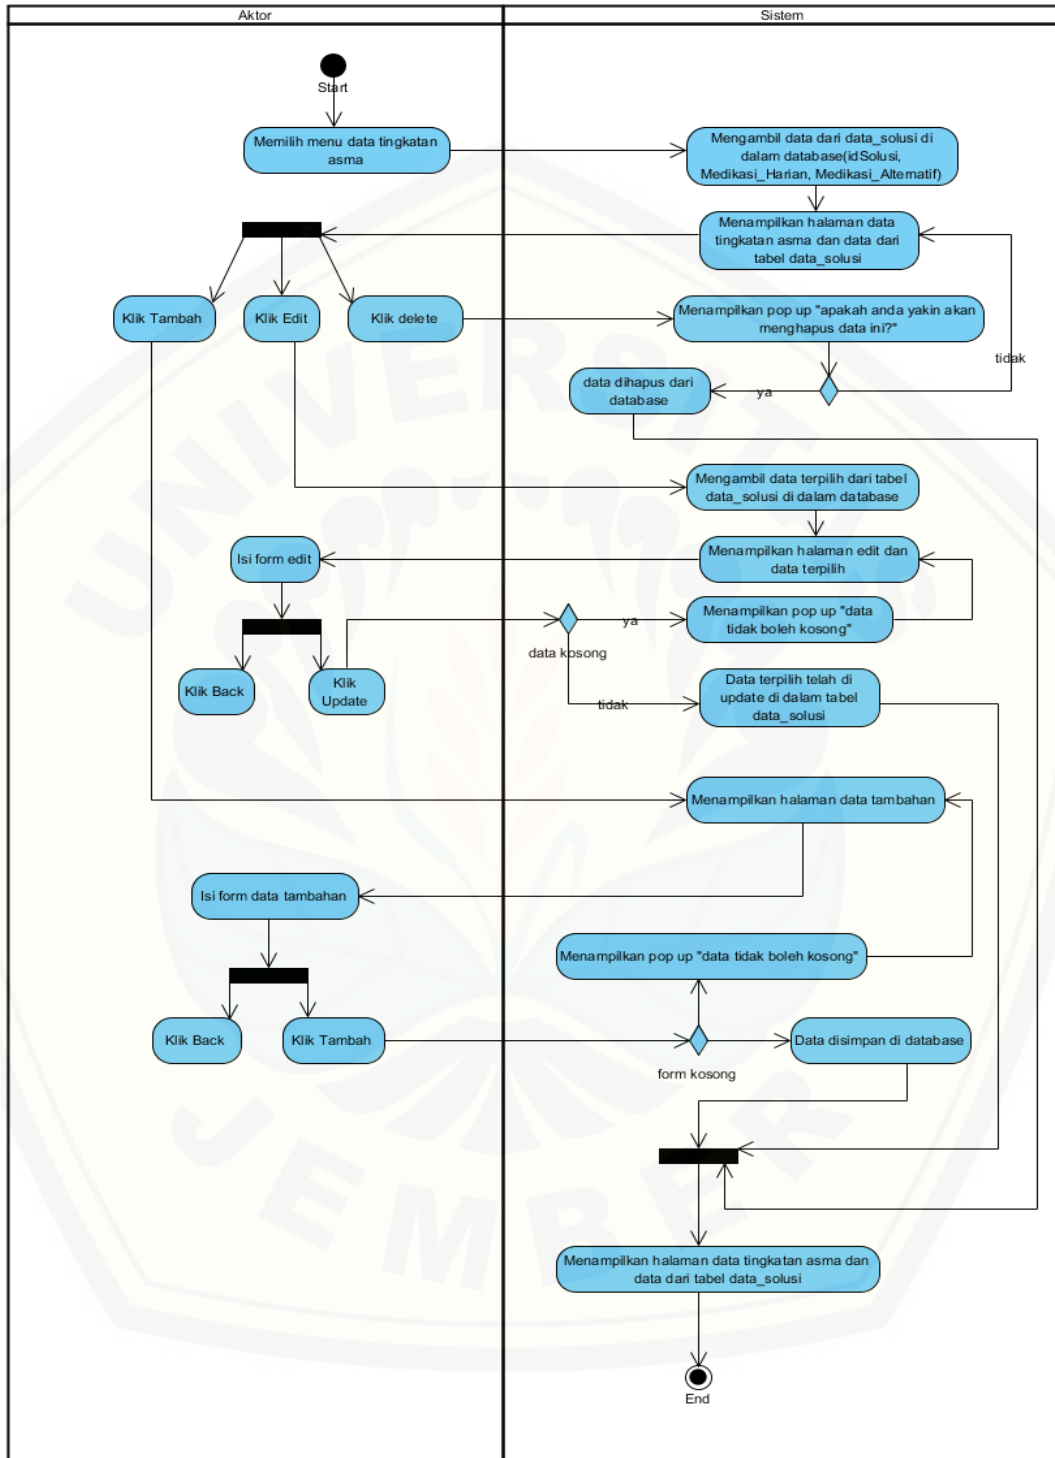 Aktor
Sistem
Start
Memilih menu data tingkatan
asma
Mengambil data dari data_solusi di
dalam database(idSolusi,
Medikasi_Harian, Medikasi_Alternatif)
Menampilkan halaman data
tingkatan asma dan data dari
tabel data_solusi
Klik Tambah
Klik Edit
Klik delete
Menampilkan pop up "apakah anda yakin akan
menghapus data ini?"
tidak
ya
data dihapus dari
database
Mengambil data terpilih dari tabel
data_solusi di dalam database
Isi form edit
Menampilkan halaman edit dan
data terpilih
ya
Menampilkan pop up "data
tidak boleh kosong"
data kosong
Klik Back
Klik
Update
tidak
Data terpilih telah di
update di dalam tabel
data_solusi
Menampilkan halaman data tambahan
Isi form data tambahan
Menampilkan pop up "data tidak boleh kosong"
Klik Back
Klik Tambah
Data disimpan di database
form kosong
Menampilkan halaman data tingkatan asma dan
data dari tabel data_solusi
End
UNIVERSITAS
JEMBER